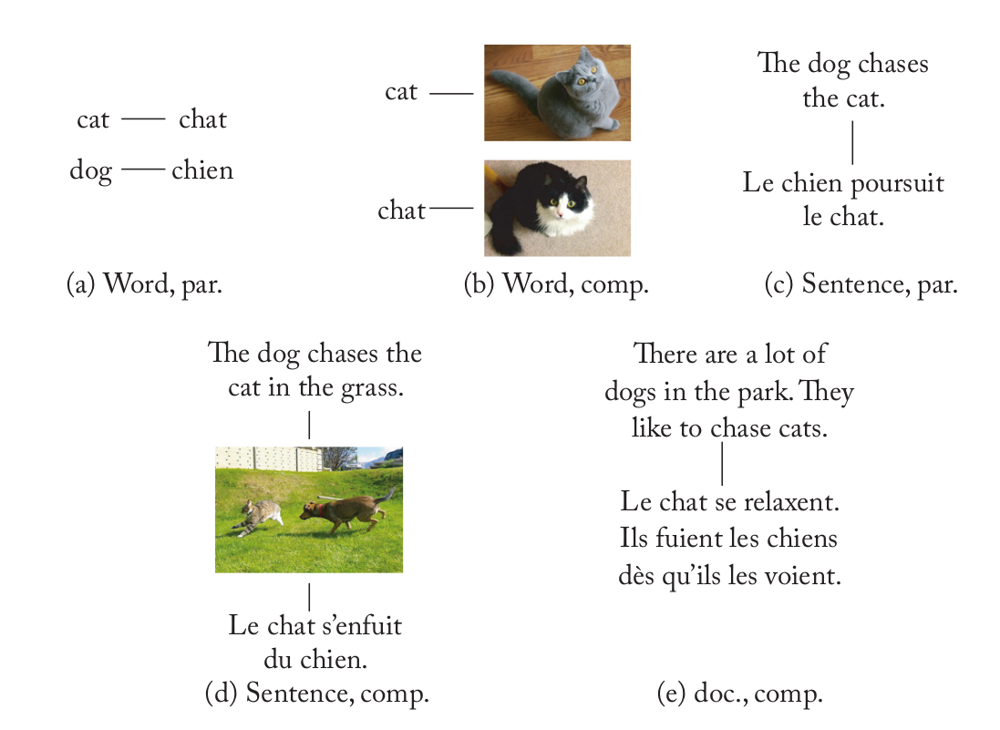 cat chat
dog chien
(a) Word, par.
cat
chat
(b) Word, comp.
The dog chases
the cat.
Le chien poursuit
le chat.
(c) Sentence, par.
The dog chases the
cat in the grass.
Le chat s’enfuit
du chien.
(d) Sentence, comp.
There are a lot of
dogs in the park. They
like to chase cats.
Le chat se relaxent.
Ils fuient les chiens
dès qu’ils les voient.
(e) doc., comp.